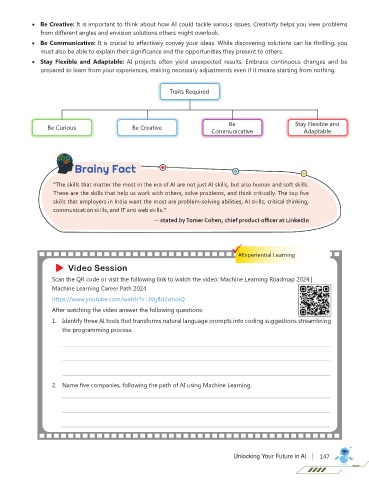 • Be Creative: It is important to think about how AI could tackle various issues. Creativity helps you view problems
from different angles and envision solutions others might overlook.
• Be Communicative: It is crucial to effectively convey your ideas. While discovering solutions can be thrilling, you
must also be able to explain their significance and the opportunities they present to others.
• Stay Flexible and Adaptable: AI projects often yield unexpected results. Embrace continuous changes and be
prepared to learn from your experiences, making necessary adjustments even if it means starting from nothing.
Traits Required
Be Curious
Be Creative
Be
Communicative
Stay Flexible and
Adaptable
Brainy Fact
"The skills that matter the most in the era of AI are not just AI skills, but also human and soft skills.
These are the skills that help us work with others, solve problems, and think critically. The top five
skills that employers in India want the most are problem-solving abilities, AI skills, critical thinking,
communication skills, and IT and web skills."
— stated by Tomer Cohen, chief product officer at LinkedIn
#Experiential Learning
Video Session
Scan the QR code or visit the following link to watch the video: Machine Learning Roadmap 2024|
Machine Learning Career Path 2024
After watching the video answer the following questions:
1. Identify three AI tools that transforms natural language prompts into coding suggestions streamlining
the programming process.
2. Name five companies, following the path of AI using Machine Learning.
Unlocking Your Future in AI | 147